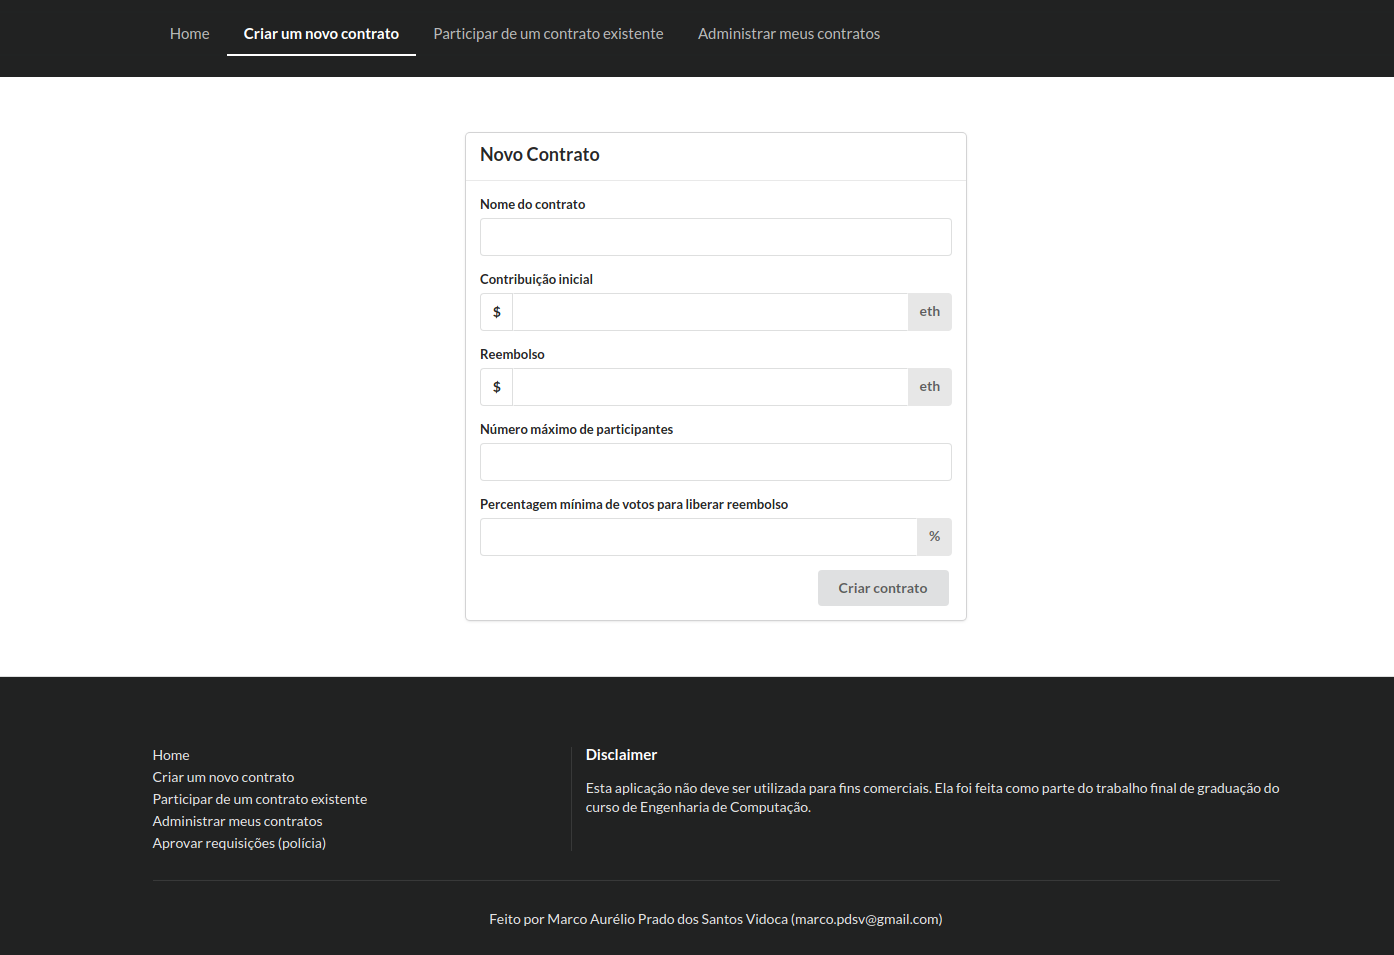 Home
Criar um novo contrato
Participar de um contrato existente
Administrar meus contratos
Novo Contrato
Nome do contrato
Contribuição inicial
$
eth
Reembolso
$
eth
Número máximo de participantes
Percentagem mínima de votos para liberar reembolso
%
Criar contrato
Home
Criar um novo contrato
Participar de um contrato existente
Administrar meus contratos
Aprovar requisições (polícia)
Disclaimer
Esta aplicação não deve ser utilizada para fins comerciais. Ela foi feita como parte do trabalho final de graduação do
curso de Engenharia de Computação.
Feito por Marco Aurélio Prado dos Santos Vidoca (marco.pdsv@gmail.com)